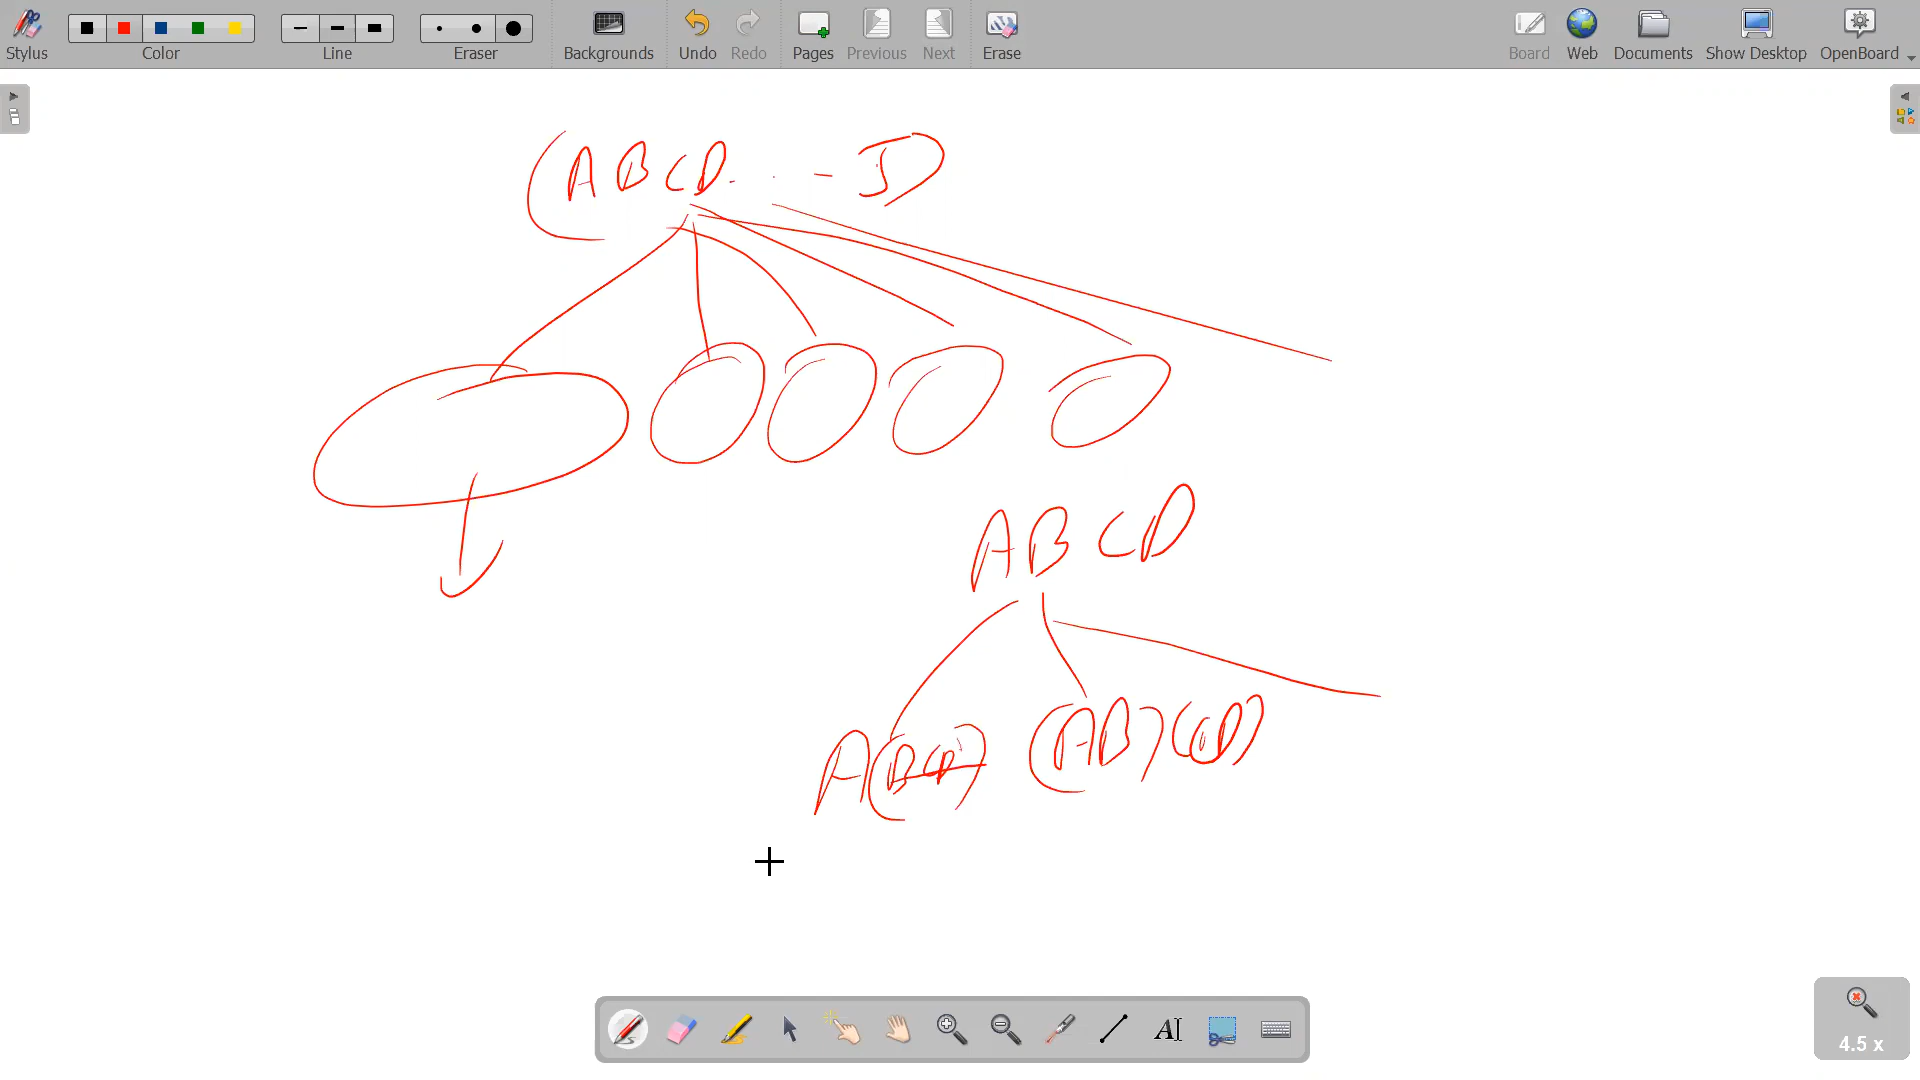 Stylus Color Line Eraser Backgrounds Undo Redo Pages Previous Next Erase Board Web Documents Show Desktop OpenBoard
(ABCD. . . - J)
ABCD
A(BCD) (AB)(CD)
AI
4.5 x